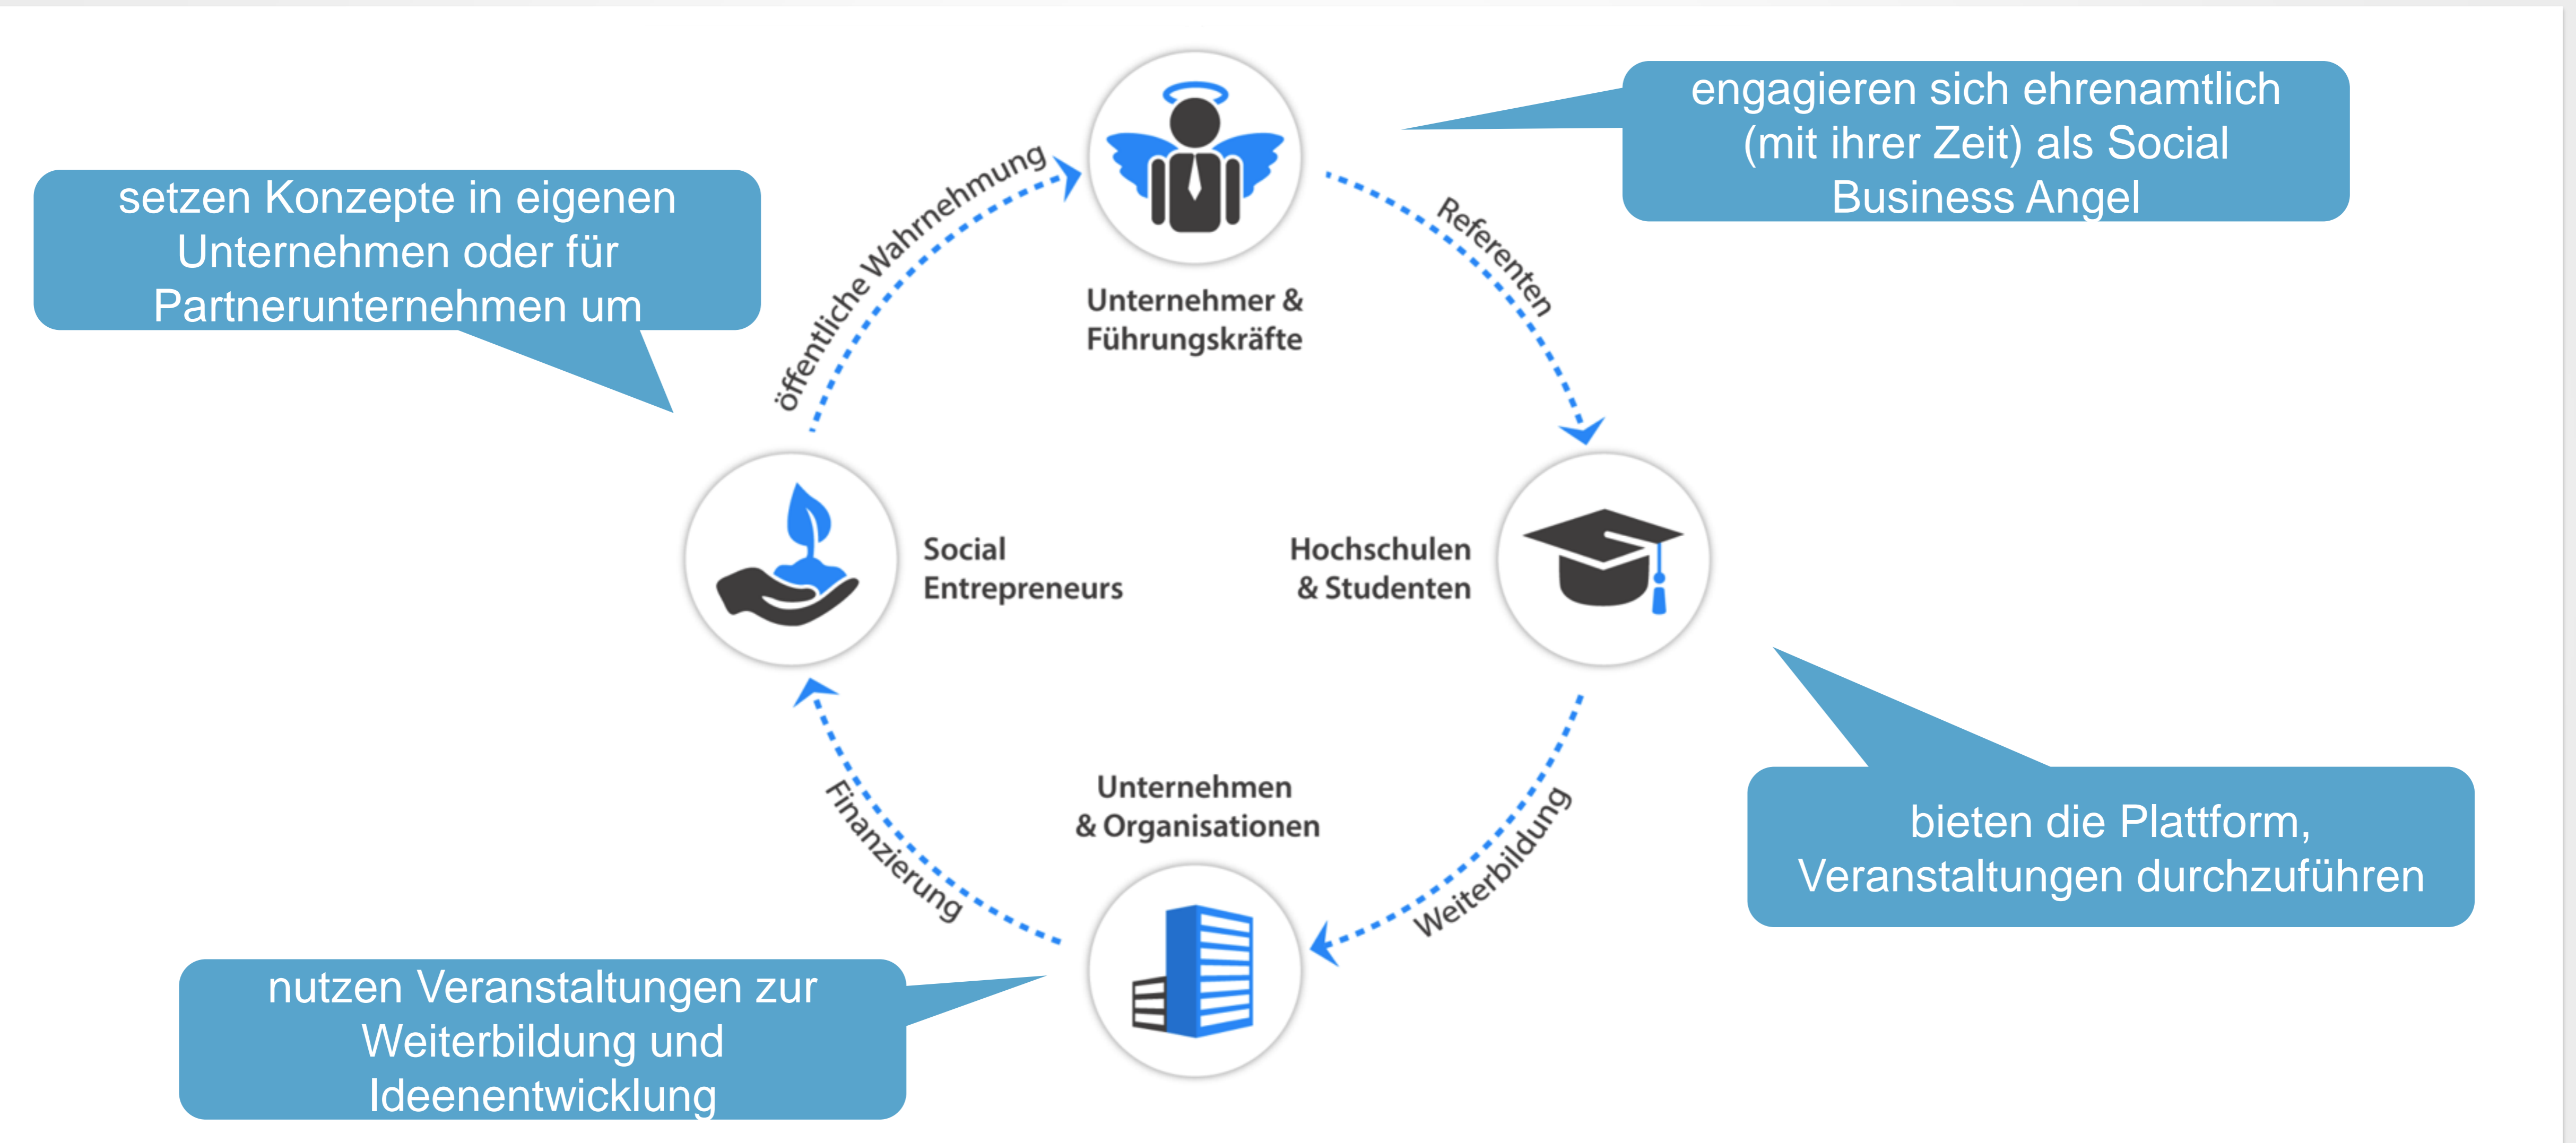 engagieren sich ehrenamtlich
(mit ihrer Zeit) als Social
Business Angel
setzen Konzepte in eigenen
Unternehmen oder für
Partnerunternehmen um
öffentliche Wahrnehmung
Referenten
Unternehmer &
Führungskräfte
Social
Entrepreneurs
Hochschulen
& Studenten
Unternehmen
& Organisationen
Finanzierung
Weiterbildung
bieten die Plattform,
Veranstaltungen durchzuführen
nutzen Veranstaltungen zur
Weiterbildung und
Ideenentwicklung